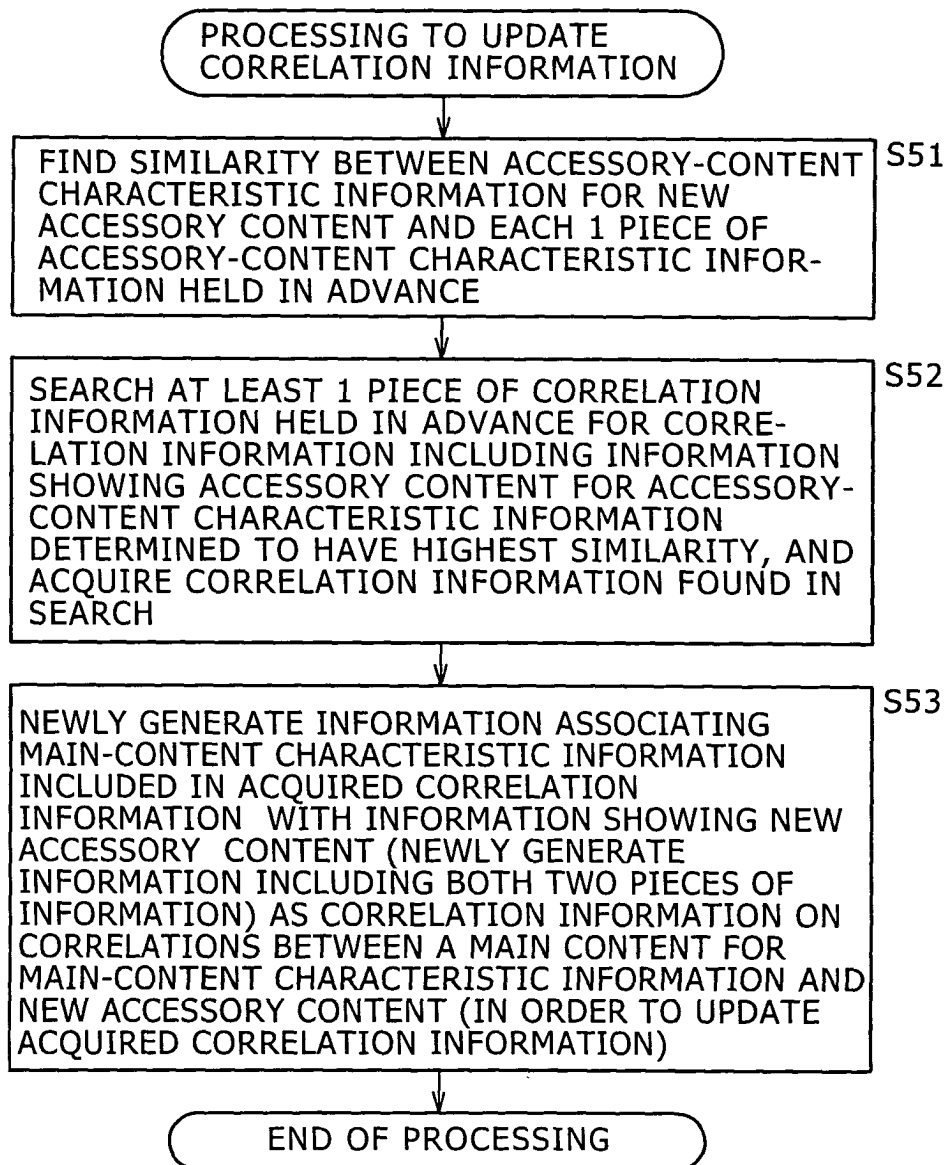 PROCESSING TO UPDATE
CORRELATION INFORMATION
S51
FIND SIMILARITY BETWEEN ACCESSORY-CONTENT
CHARACTERISTIC INFORMATION FOR NEW
ACCESSORY CONTENT AND EACH 1 PIECE OF
ACCESSORY-CONTENT CHARACTERISTIC INFOR-
MATION HELD IN ADVANCE
S52
SEARCH AT LEAST 1 PIECE OF CORRELATION
INFORMATION HELD IN ADVANCE FOR CORRE-
LATION INFORMATION INCLUDING INFORMATION
SHOWING ACCESSORY CONTENT FOR ACCESSORY-
CONTENT CHARACTERISTIC INFORMATION
DETERMINED TO HAVE HIGHEST SIMILARITY, AND
ACQUIRE CORRELATION INFORMATION FOUND IN
SEARCH
S53
NEWLY GENERATE INFORMATION ASSOCIATING
MAIN-CONTENT CHARACTERISTIC INFORMATION
INCLUDED IN ACQUIRED CORRELATION
INFORMATION WITH INFORMATION SHOWING NEW
ACCESSORY CONTENT (NEWLY GENERATE
INFORMATION INCLUDING BOTH TWO PIECES OF
INFORMATION) AS CORRELATION INFORMATION ON
CORRELATIONS BETWEEN A MAIN CONTENT FOR
MAIN-CONTENT CHARACTERISTIC INFORMATION AND
NEW ACCESSORY CONTENT (IN ORDER TO UPDATE
ACQUIRED CORRELATION INFORMATION)
END OF PROCESSING